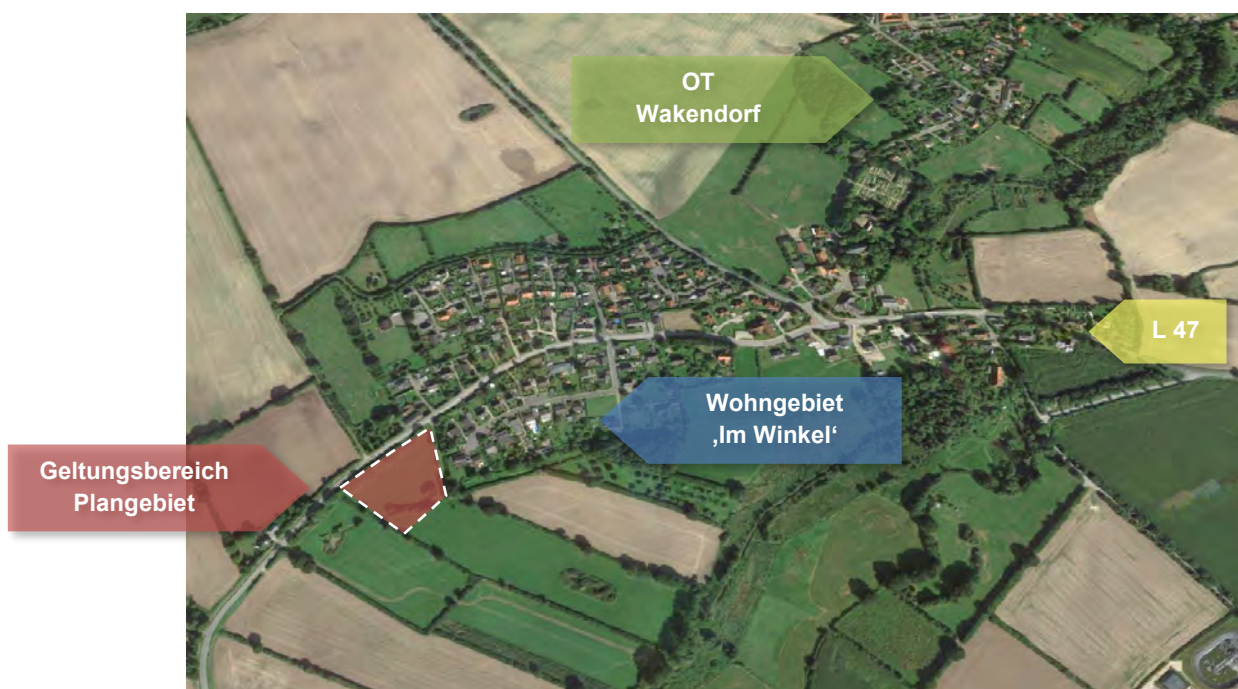 OT
Wakendorf
L 47
Wohngebiet
‚Im Winkel‘
Geltungsbereich
Plangebiet